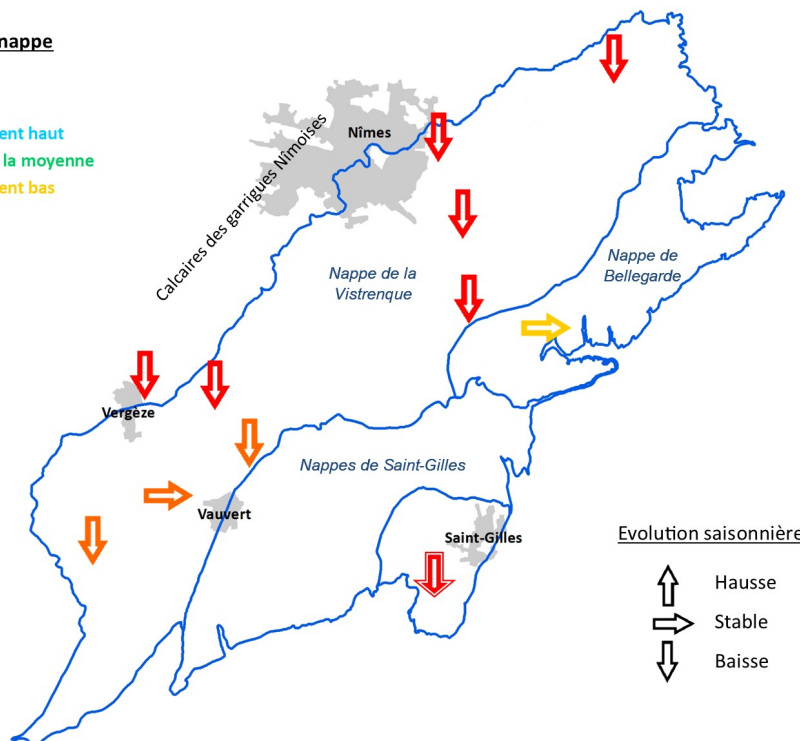 nappe
ent haut
la moyenne
ent bas
Nîmes
Calcaires des garrigues Nîmoises
Nappe de la
Vistrenque
Nappe de
Bellegarde
Vergèze
Nappes de Saint-Gilles
Vauvert
Saint-Gilles
Evolution saisonnière
Hausse
Stable
Baisse